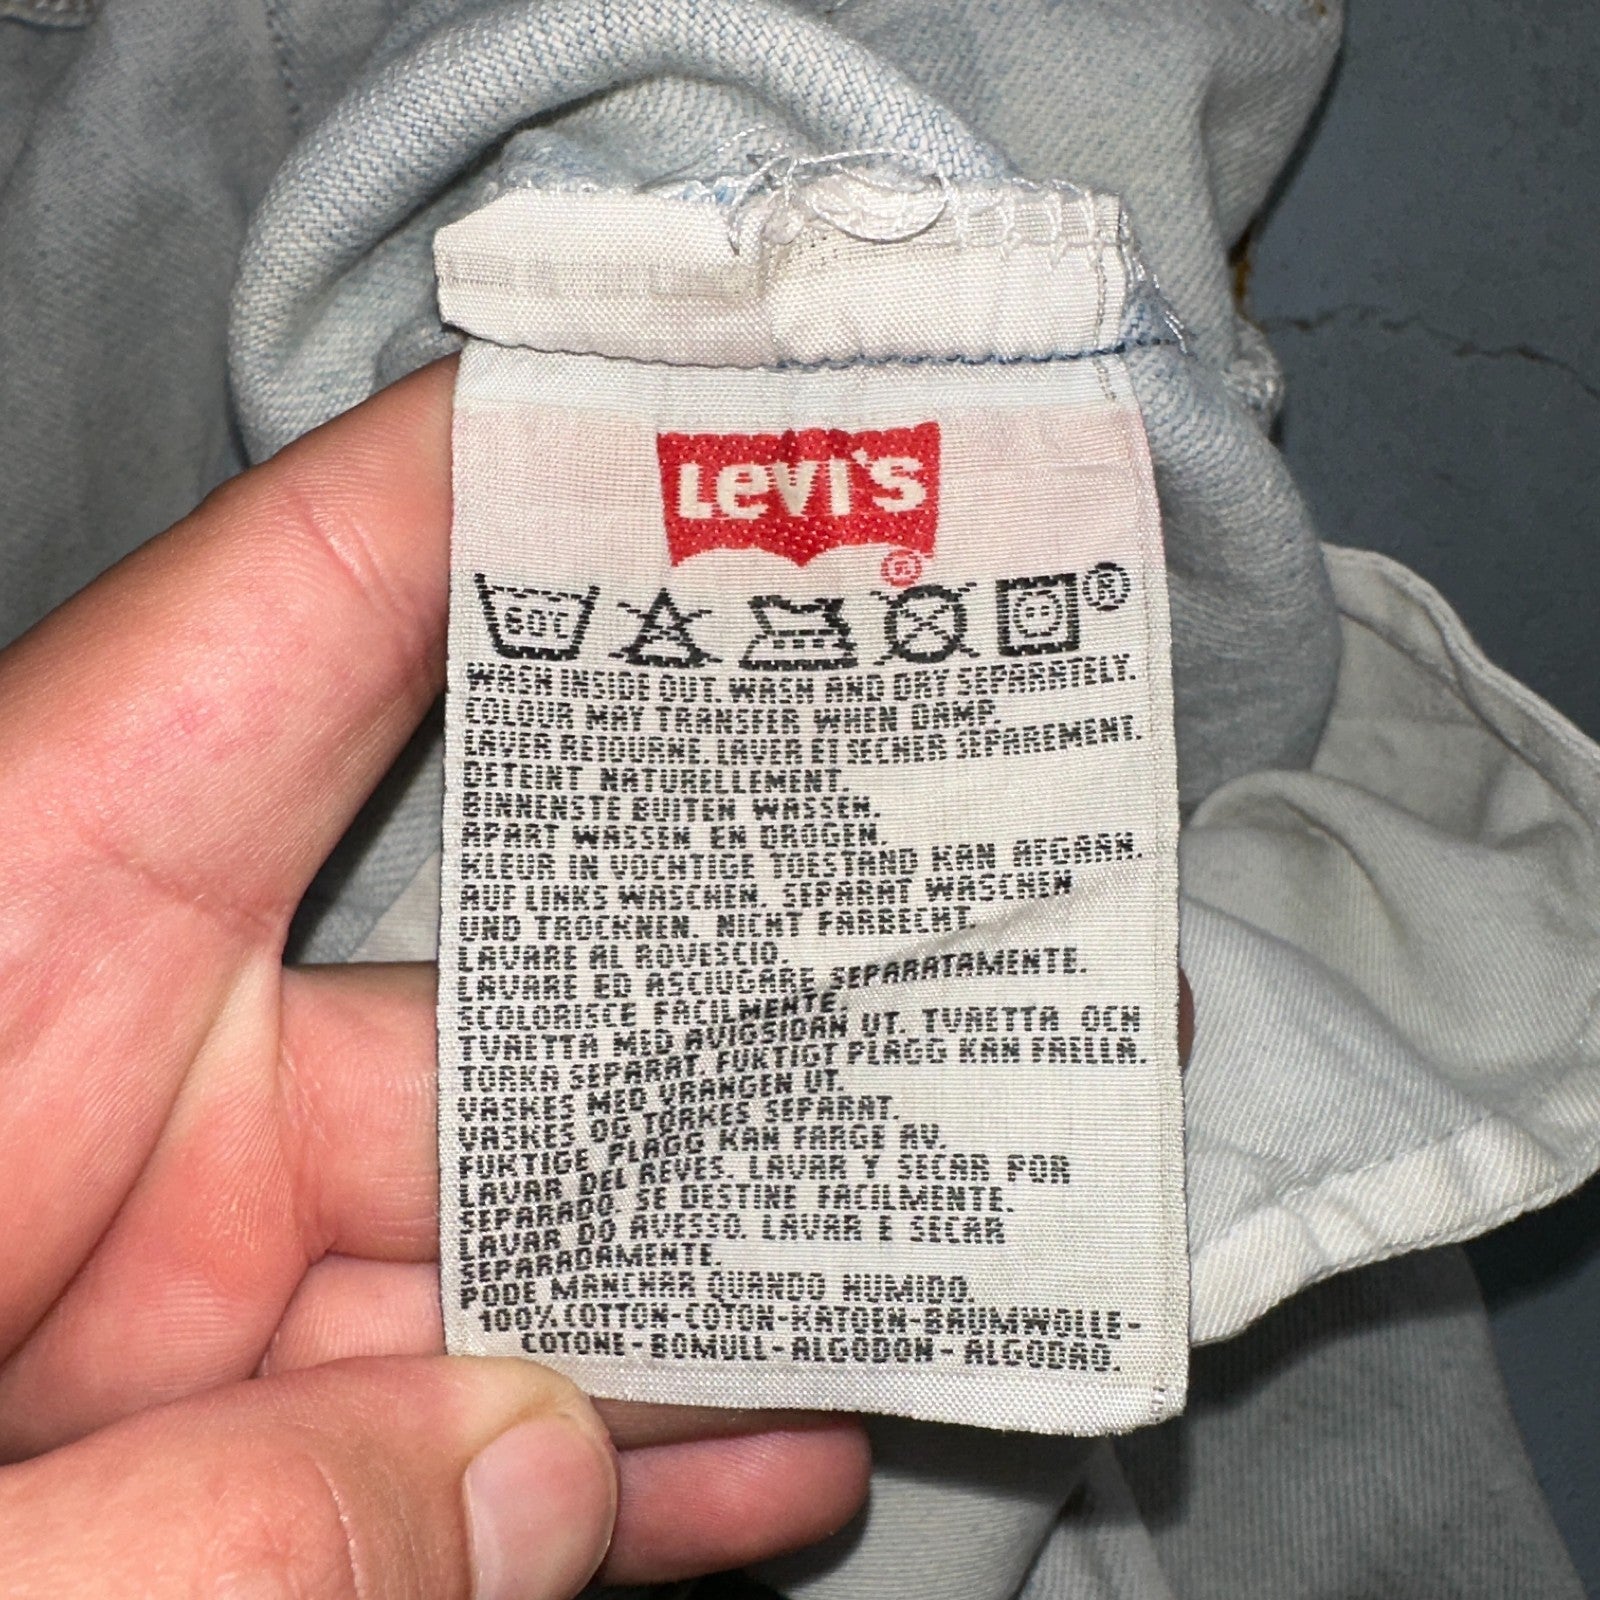 Levi's
®
60°C ®
WASH INSIDE OUT. WASH AND DRY SEPARATELY.
COLOUR MAY TRANSFER WHEN DAMP.
LAVER RETOURNE. LAVER ET SECHER SEPAREMENT.
DETEINT NATURELLEMENT.
BINNENSTE BUITEN WASSEN.
APART WASSEN EN DROGEN.
KLEUR IN VOCHTIGE TOESTAND KAN AFGAAN.
AUF LINKS WASCHEN. SEPARAT WASCHEN
UND TROCKNEN. NICHT FARBECHT.
LAVARE AL ROVESCIO.
LAVARE ED ASCIUGARE SEPARATAMENTE.
SCOLORISCE FACILMENTE.
TVAETTA MED AVIGSIDAN UT. TVAETTA OCH
TORKA SEPARAT. FUKTIGT PLAGG KAN FAELLA.
VASKES MED VRANGEN UT.
VASKES OG TORKES SEPARAT.
FUKTIGE PLAGG KAN FARGE AV.
LAVAR DEL REVES. LAVAR Y SECAR POR
SEPARADO. SE DESTINE FACILMENTE.
LAVAR DO AVESSO. LAVAR E SECAR
SEPARADAMENTE.
PODE MANCHAR QUANDO HUMIDO.
100% COTTON-COTON-KATOEN-BAUMWOLLE-
COTONE-BOMULL-ALGODON-ALGODAO.